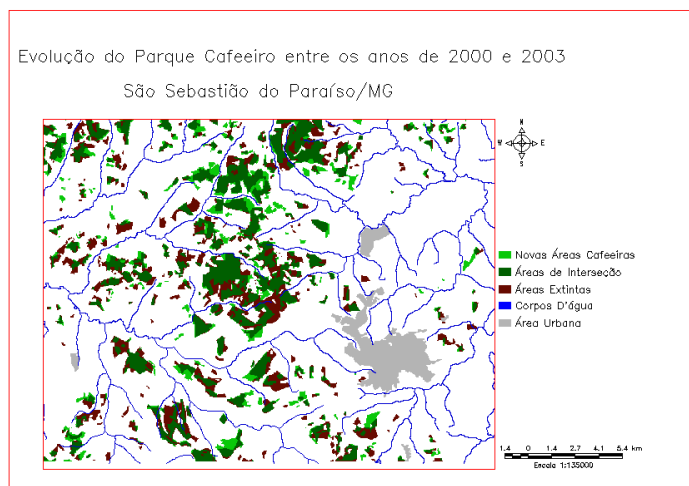 Evolução do Parque Cafeeiro entre os anos de 2000 e 2003
São Sebastião do Paraíso/MG
N
W E
S
Novas Áreas Cafeeiras
Áreas de Interseção
Áreas Extintas
Corpos D'água
Área Urbana
1.4 0 1.4 2.7 4.1 5.4 km
Escala 1:135000